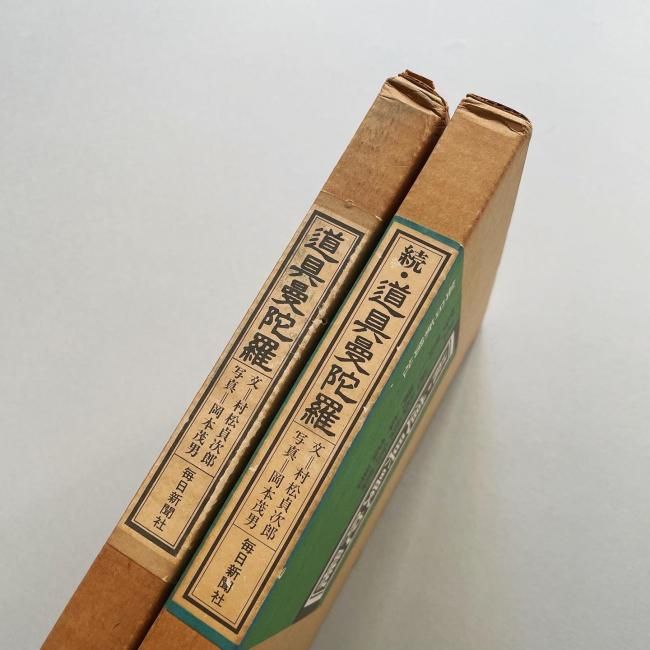 道具曼陀羅
文=村松貞次郎
写真=岡本茂男
毎日新聞社
続・道具曼陀羅
文=村松貞次郎
写真=岡本茂男
毎日新聞社